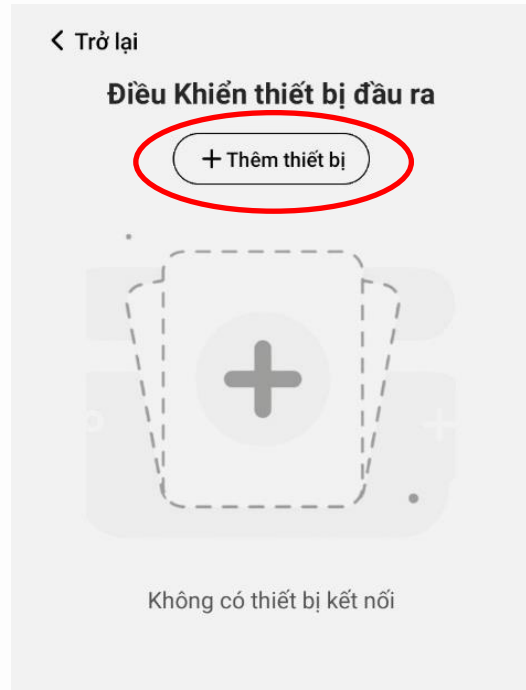 Trở lại
Điều Khiển thiết bị đầu ra
+ Thêm thiết bị
Không có thiết bị kết nối